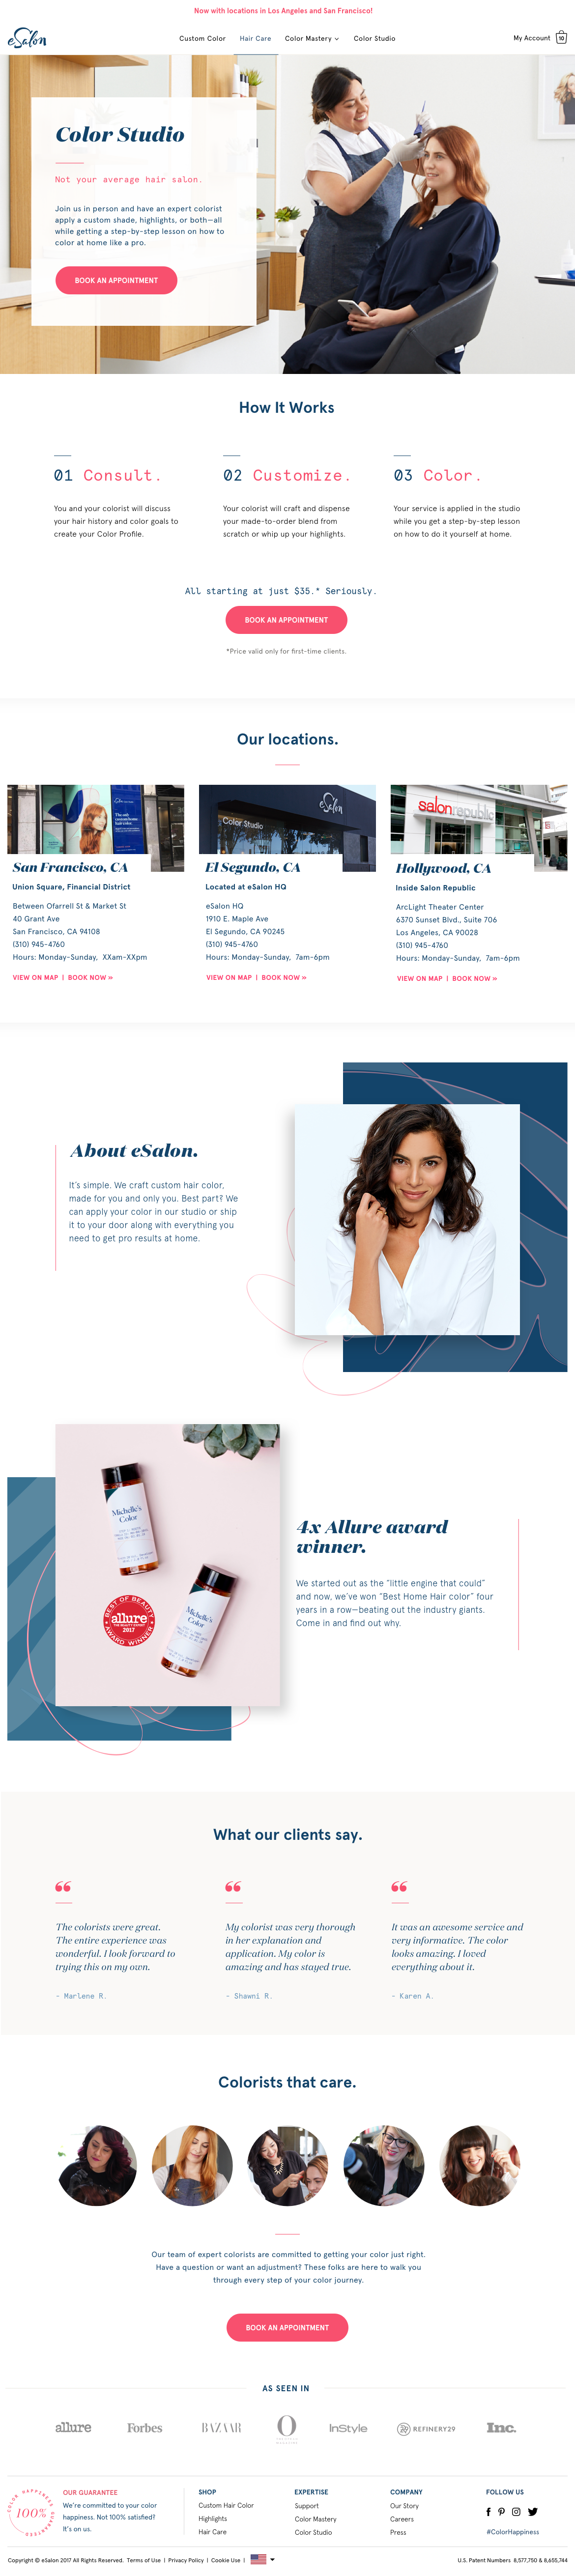 Now with locations in Los Angeles and San Francisco!
eSalon
Custom Color
Hair Care
Color Mastery
Color Studio
My Account
10
Color Studio
Not your average hair salon.
Join us in person and have an expert colorist
apply a custom shade, highlights, or both—all
while getting a step-by-step lesson on how to
color at home like a pro.
BOOK AN APPOINTMENT
How It Works
01 Consult.
You and your colorist will discuss
your hair history and color goals to
create your Color Profile.
02 Customize.
Your colorist will craft and dispense
your made-to-order blend from
scratch or whip up your highlights.
03 Color.
Your service is applied in the studio
while you get a step-by-step lesson
on how to do it yourself at home.
All starting at just $35.* Seriously.
BOOK AN APPOINTMENT
*Price valid only for first-time clients.
Our locations.
San Francisco, CA
Union Square, Financial District
Between Ofarrell St & Market St
40 Grant Ave
San Francisco, CA 94108
(310) 945-4760
Hours: Monday-Sunday, XXam-XXpm
VIEW ON MAP | BOOK NOW »
eSalon
Color Studio
El Segundo, CA
Located at eSalon HQ
eSalon HQ
1910 E. Maple Ave
El Segundo, CA 90245
(310) 945-4760
Hours: Monday-Sunday, 7am-6pm
VIEW ON MAP | BOOK NOW »
salonrepublic
Hollywood, CA
Inside Salon Republic
ArcLight Theater Center
6370 Sunset Blvd., Suite 706
Los Angeles, CA 90028
(310) 945-4760
Hours: Monday-Sunday, 7am-6pm
VIEW ON MAP | BOOK NOW »
About eSalon.
It's simple. We craft custom hair color,
made for you and only you. Best part? We
can apply your color in our studio or ship
it to your door along with everything you
need to get pro results at home.
Michelle's
Color
Michelle's
Color
BEST OF BEAUTY
allure
2017
AWARD WINNER
4x Allure award
winner.
We started out as the "little engine that could"
and now, we've won "Best Home Hair color" four
years in a row—beating out the industry giants.
Come in and find out why.
What our clients say.
The colorists were great.
The entire experience was
wonderful. I look forward to
trying this on my own.
- Marlene R.
My colorist was very thorough
in her explanation and
application. My color is
amazing and has stayed true.
- Shawni R.
It was an awesome service and
very informative. The color
looks amazing. I loved
everything about it.
- Karen A.
Colorists that care.
Our team of expert colorists are committed to getting your color just right.
Have a question or want an adjustment? These folks are here to walk you
through every step of your color journey.
BOOK AN APPOINTMENT
AS SEEN IN
allure
Forbes
BAZAAR
O
InStyle
REFINERY29
Inc.
100%
OUR GUARANTEE
We're committed to your color
happiness. Not 100% satisfied?
It's on us.
SHOP
Custom Hair Color
Highlights
Hair Care
EXPERTISE
Support
Color Mastery
Color Studio
COMPANY
Our Story
Careers
Press
FOLLOW US
#ColorHappiness
Copyright © eSalon 2017 All Rights Reserved. Terms of Use | Privacy Policy | Cookie Use |
U.S. Patent Numbers 8,577,750 & 8,655,744